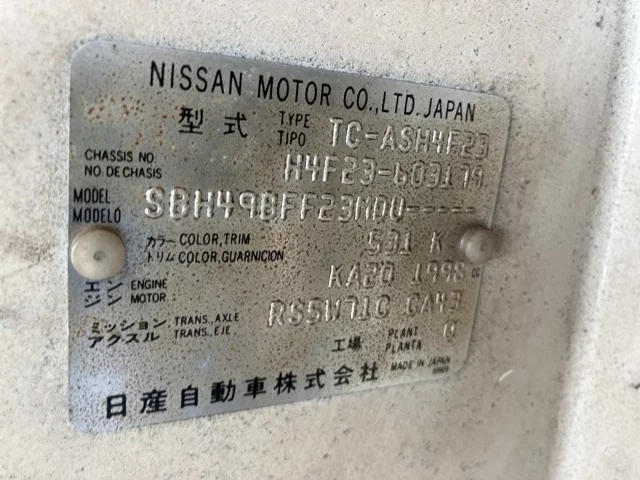 NISSAN MOTOR CO.,LTD.JAPAN
型式 TYPE TIPO TC-ASH4F23
CHASSIS NO. NO.DE CHASIS H4F23-603179
MODEL MODELO SBH49BFF23MDU-----
カラー COLOR,TRIM トリム COLOR,GUARNICION 531 K
エンジン ENGINE MOTOR KA20 1998 CC
ミッション TRANS.,AXLE アクスル TRANS.,EJE RS5W71C CA43
工場 PLANT PLANTA
日産自動車株式会社 MADE IN JAPAN